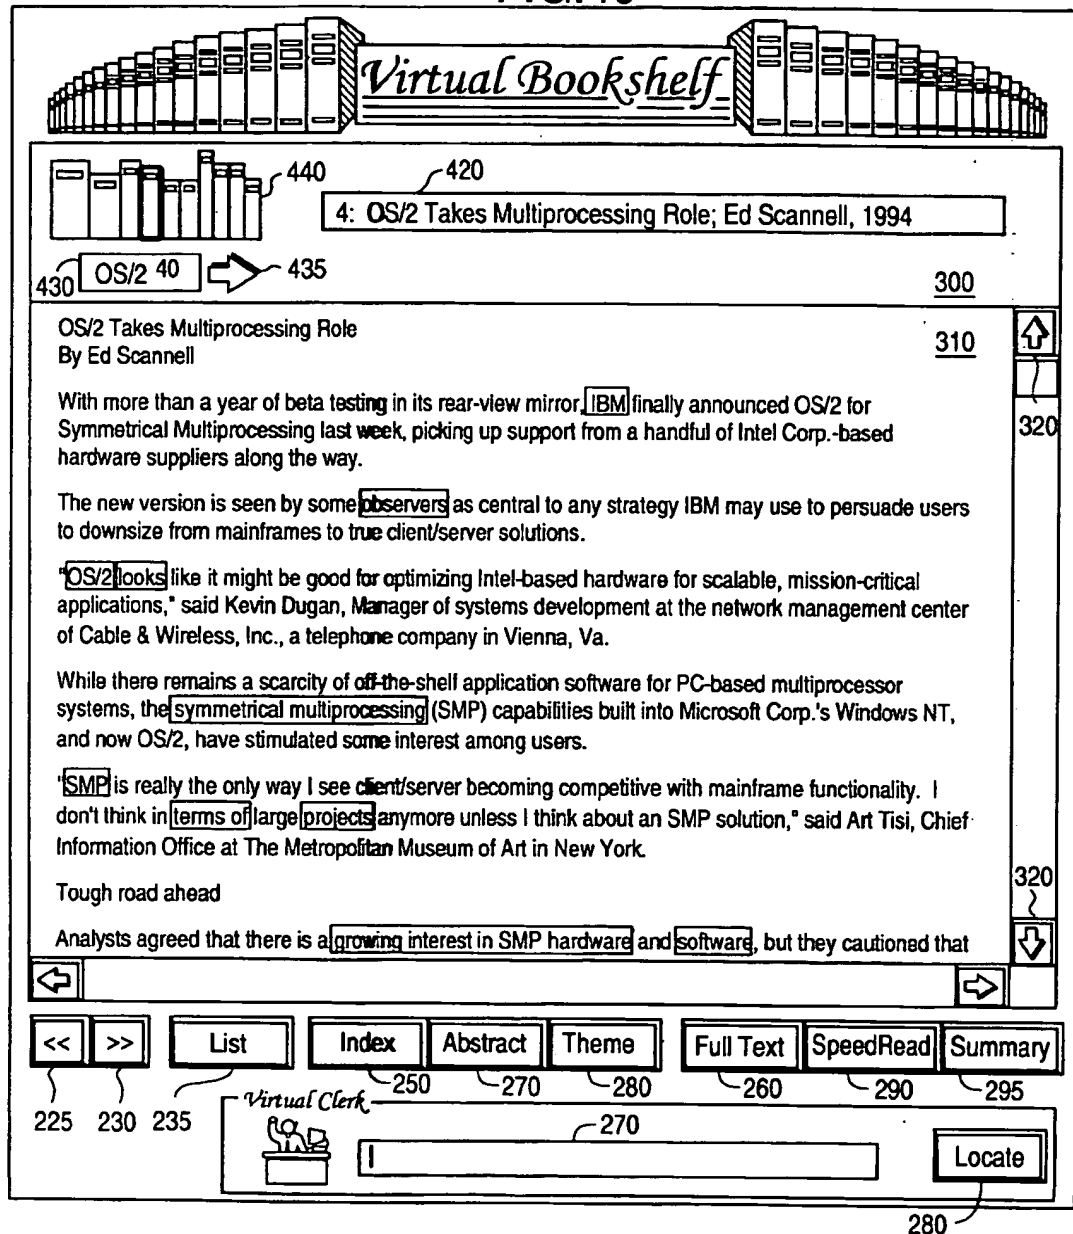 Virtual Bookshelf
440
420
4: OS/2 Takes Multiprocessing Role; Ed Scannell, 1994
430
OS/2 40
435
300
OS/2 Takes Multiprocessing Role
310
By Ed Scannell
With more than a year of beta testing in its rear-view mirror, IBM finally announced OS/2 for
Symmetrical Multiprocessing last week, picking up support from a handful of Intel Corp.-based
320
hardware suppliers along the way.
The new version is seen by some observers as central to any strategy IBM may use to persuade users
to downsize from mainframes to true client/server solutions.
"OS/2 looks like it might be good for optimizing Intel-based hardware for scalable, mission-critical
applications," said Kevin Dugan, Manager of systems development at the network management center
of Cable & Wireless, Inc., a telephone company in Vienna, Va.
While there remains a scarcity of off-the-shelf application software for PC-based multiprocessor
systems, the symmetrical multiprocessing (SMP) capabilities built into Microsoft Corp.'s Windows NT,
and now OS/2, have stimulated some interest among users.
"SMP is really the only way I see client/server becoming competitive with mainframe functionality. I
don't think in terms of large projects anymore unless I think about an SMP solution," said Art Tisi, Chief
Information Office at The Metropolitan Museum of Art in New York.
Tough road ahead
320
Analysts agreed that there is a growing interest in SMP hardware and software, but they cautioned that
<< >> List Index Abstract Theme Full Text SpeedRead Summary
250 270 280 260 290 295
225 230 235
Virtual Clerk
270
Locate
280